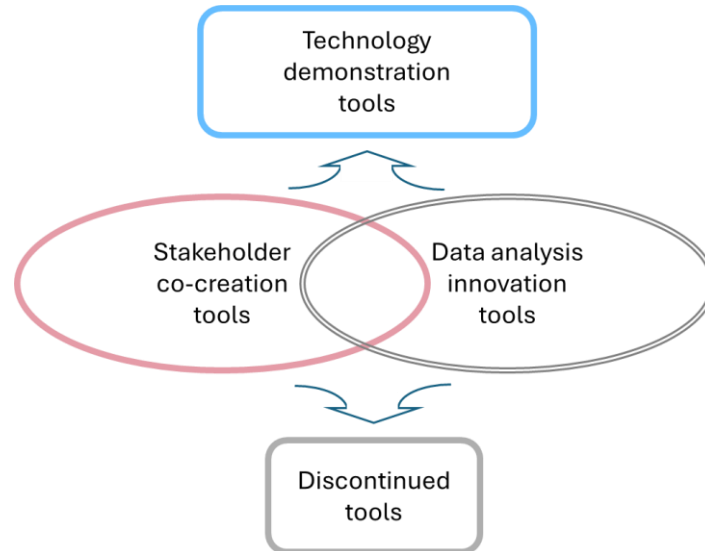 Technology
demonstration
tools
Stakeholder
co-creation
tools
Data analysis
innovation
tools
Discontinued
tools